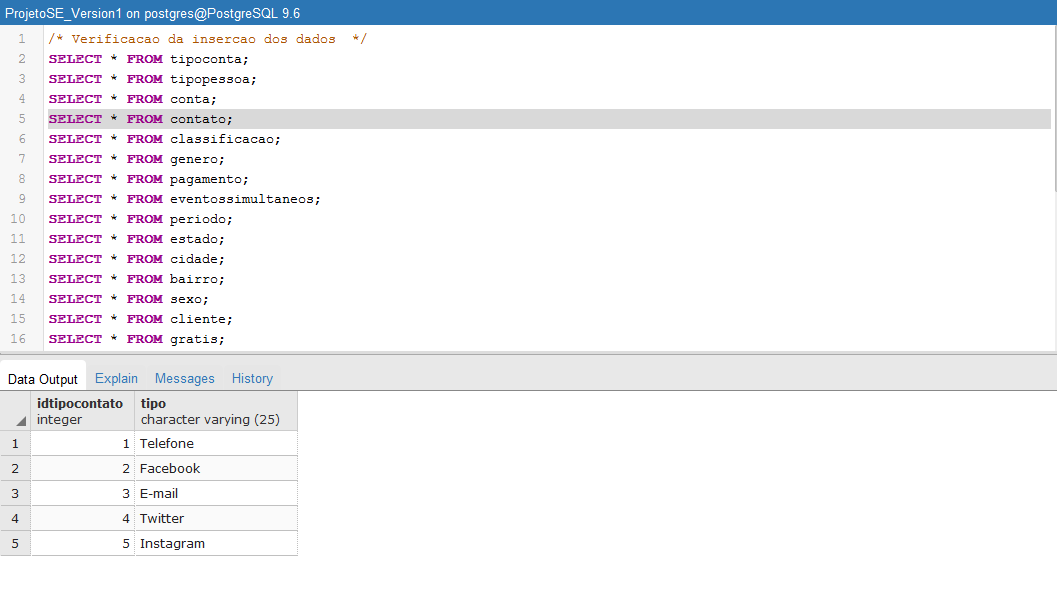 ProjetoSE_Version1 on postgres@PostgreSQL 9.6
1 /* Verificacao da insercao dos dados  */
2 SELECT * FROM tipoconta;
3 SELECT * FROM tipopessoa;
4 SELECT * FROM conta;
5 SELECT * FROM contato;
6 SELECT * FROM classificacao;
7 SELECT * FROM genero;
8 SELECT * FROM pagamento;
9 SELECT * FROM eventossimultaneos;
10 SELECT * FROM periodo;
11 SELECT * FROM estado;
12 SELECT * FROM cidade;
13 SELECT * FROM bairro;
14 SELECT * FROM sexo;
15 SELECT * FROM cliente;
16 SELECT * FROM gratis;
Data Output Explain Messages History
idtipocontato tipo
integer character varying (25)
1 1 Telefone
2 2 Facebook
3 3 E-mail
4 4 Twitter
5 5 Instagram